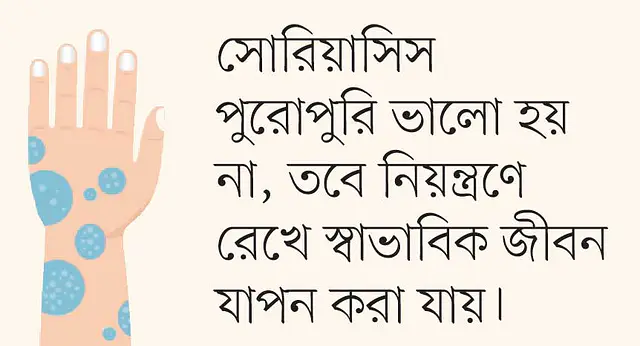 সোরিয়াসিস
পুরোপুরি ভালো হয়
না, তবে নিয়ন্ত্রণে
রেখে স্বাভাবিক জীবন
যাপন করা যায়।